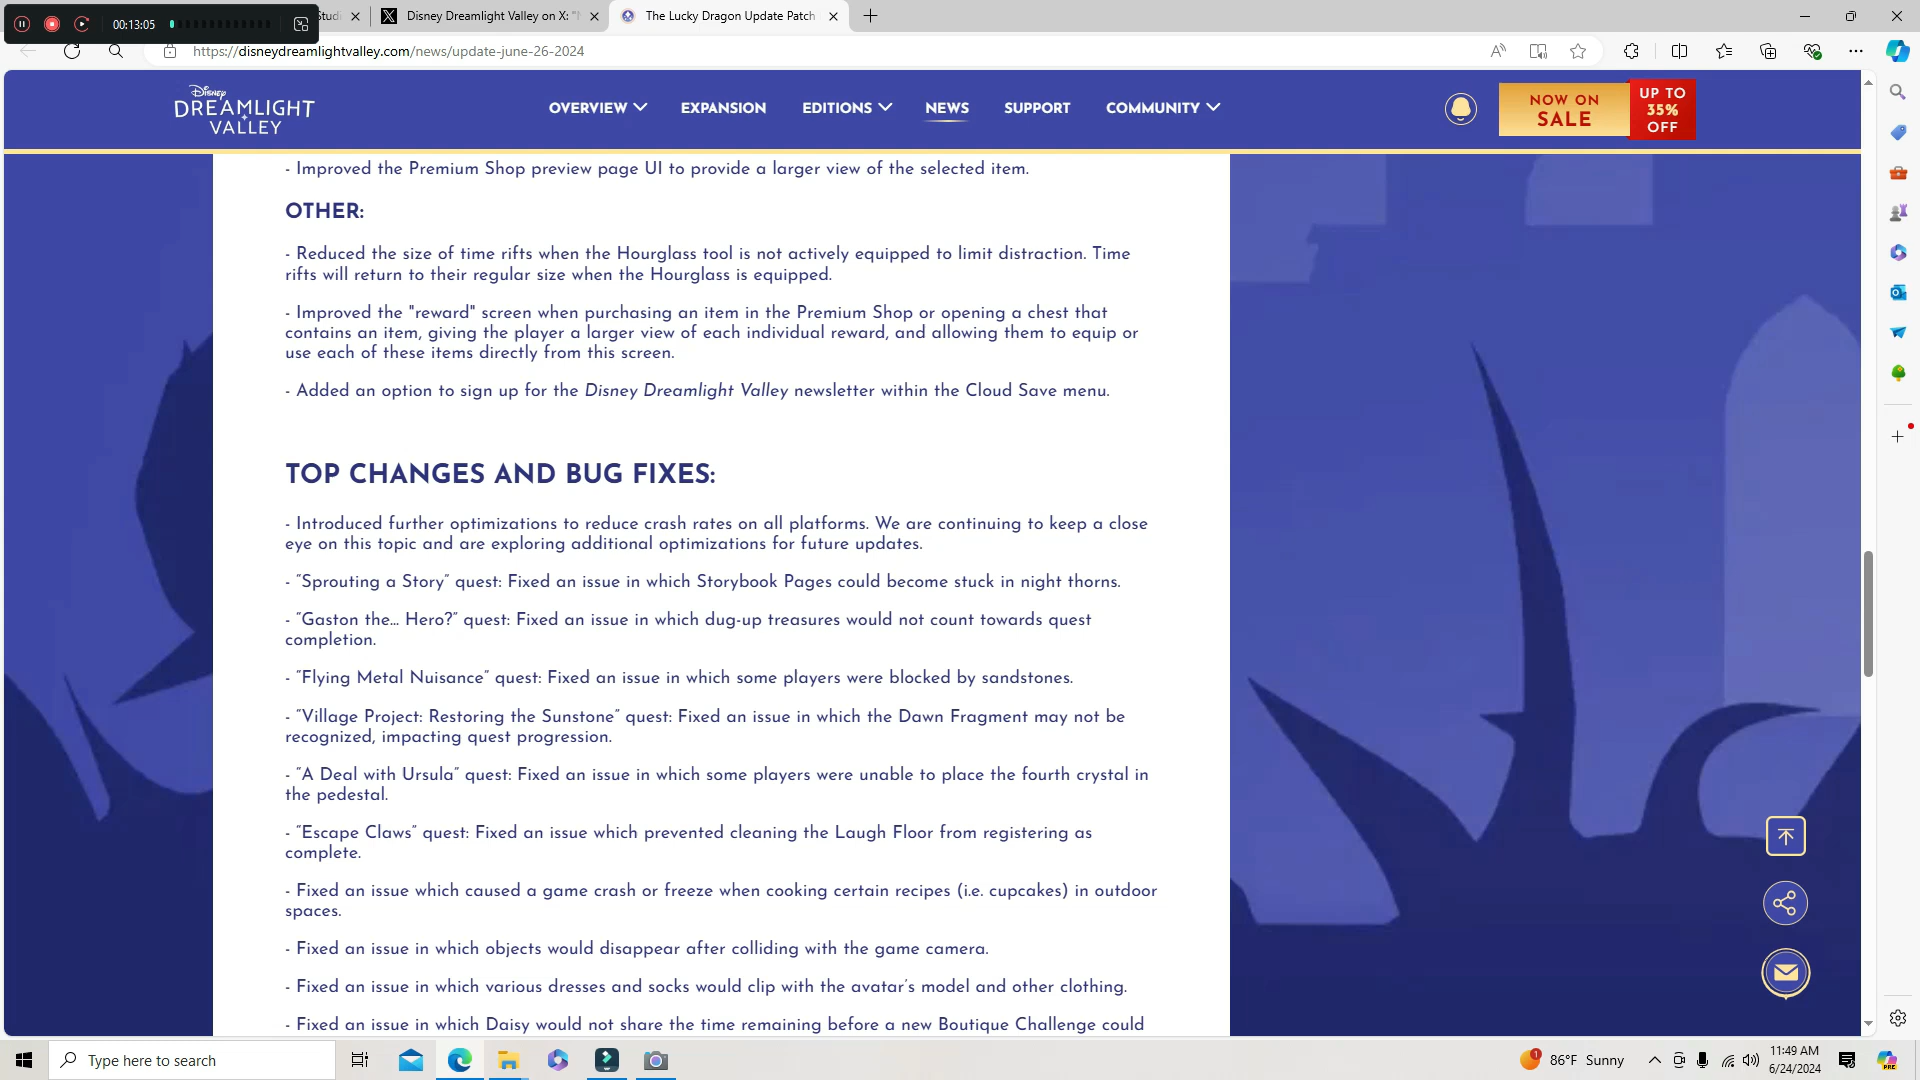 00:13:05
Studi
Disney Dreamlight Valley on X: "
The Lucky Dragon Update Patch
https://disneydreamlightvalley.com/news/update-june-26-2024
Disney
DREAMLIGHT
VALLEY
OVERVIEW
EXPANSION
EDITIONS
NEWS
SUPPORT
COMMUNITY
NOW ON
SALE
UP TO
35%
OFF
- Improved the Premium Shop preview page UI to provide a larger view of the selected item.
OTHER:
- Reduced the size of time rifts when the Hourglass tool is not actively equipped to limit distraction. Time
rifts will return to their regular size when the Hourglass is equipped.
- Improved the "reward" screen when purchasing an item in the Premium Shop or opening a chest that
contains an item, giving the player a larger view of each individual reward, and allowing them to equip or
use each of these items directly from this screen.
- Added an option to sign up for the Disney Dreamlight Valley newsletter within the Cloud Save menu.
TOP CHANGES AND BUG FIXES:
- Introduced further optimizations to reduce crash rates on all platforms. We are continuing to keep a close
eye on this topic and are exploring additional optimizations for future updates.
- “Sprouting a Story” quest: Fixed an issue in which Storybook Pages could become stuck in night thorns.
- “Gaston the… Hero?” quest: Fixed an issue in which dug-up treasures would not count towards quest
completion.
- “Flying Metal Nuisance” quest: Fixed an issue in which some players were blocked by sandstones.
- “Village Project: Restoring the Sunstone” quest: Fixed an issue in which the Dawn Fragment may not be
recognized, impacting quest progression.
- “A Deal with Ursula” quest: Fixed an issue in which some players were unable to place the fourth crystal in
the pedestal.
- “Escape Claws” quest: Fixed an issue which prevented cleaning the Laugh Floor from registering as
complete.
- Fixed an issue which caused a game crash or freeze when cooking certain recipes (i.e. cupcakes) in outdoor
spaces.
- Fixed an issue in which objects would disappear after colliding with the game camera.
- Fixed an issue in which various dresses and socks would clip with the avatar’s model and other clothing.
- Fixed an issue in which Daisy would not share the time remaining before a new Boutique Challenge could
Type here to search
1
86°F Sunny
11:49 AM
6/24/2024
PRE